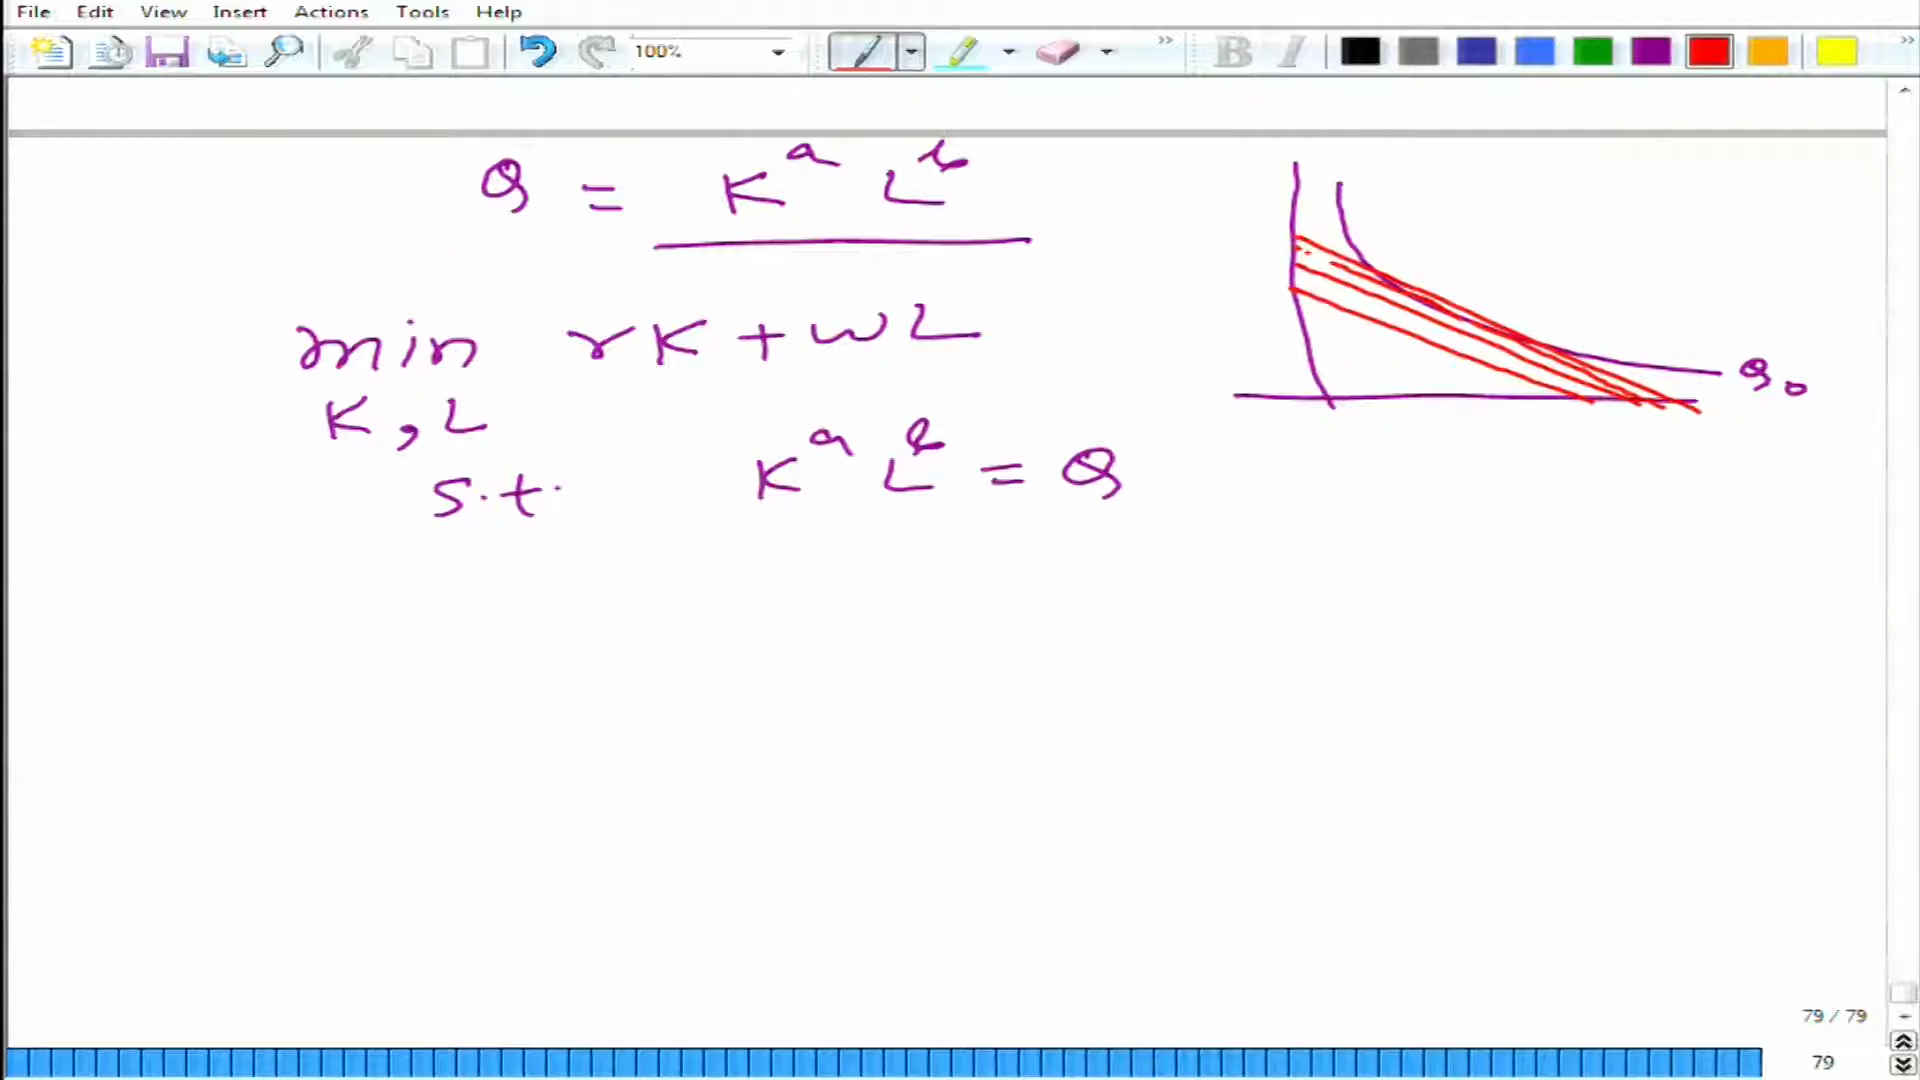 File Edit View Insert Actions Tools Help
100%
B I
Q = K^a L^b
min rK + wL
K, L
s.t. K^a L^b = Q
Q₀
79 / 79
79